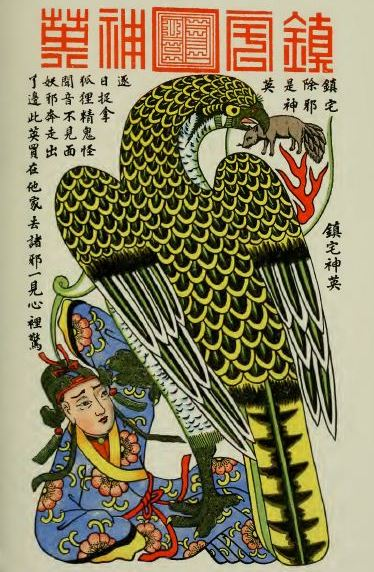 鎮宅神英
鎮宅
除邪
是神
英
逐
日捉拿
狐狸精鬼怪
聞音不見面
妖邪奔走出
了邊此英買在他家去諸邪一見心裡驚
鎮宅神英